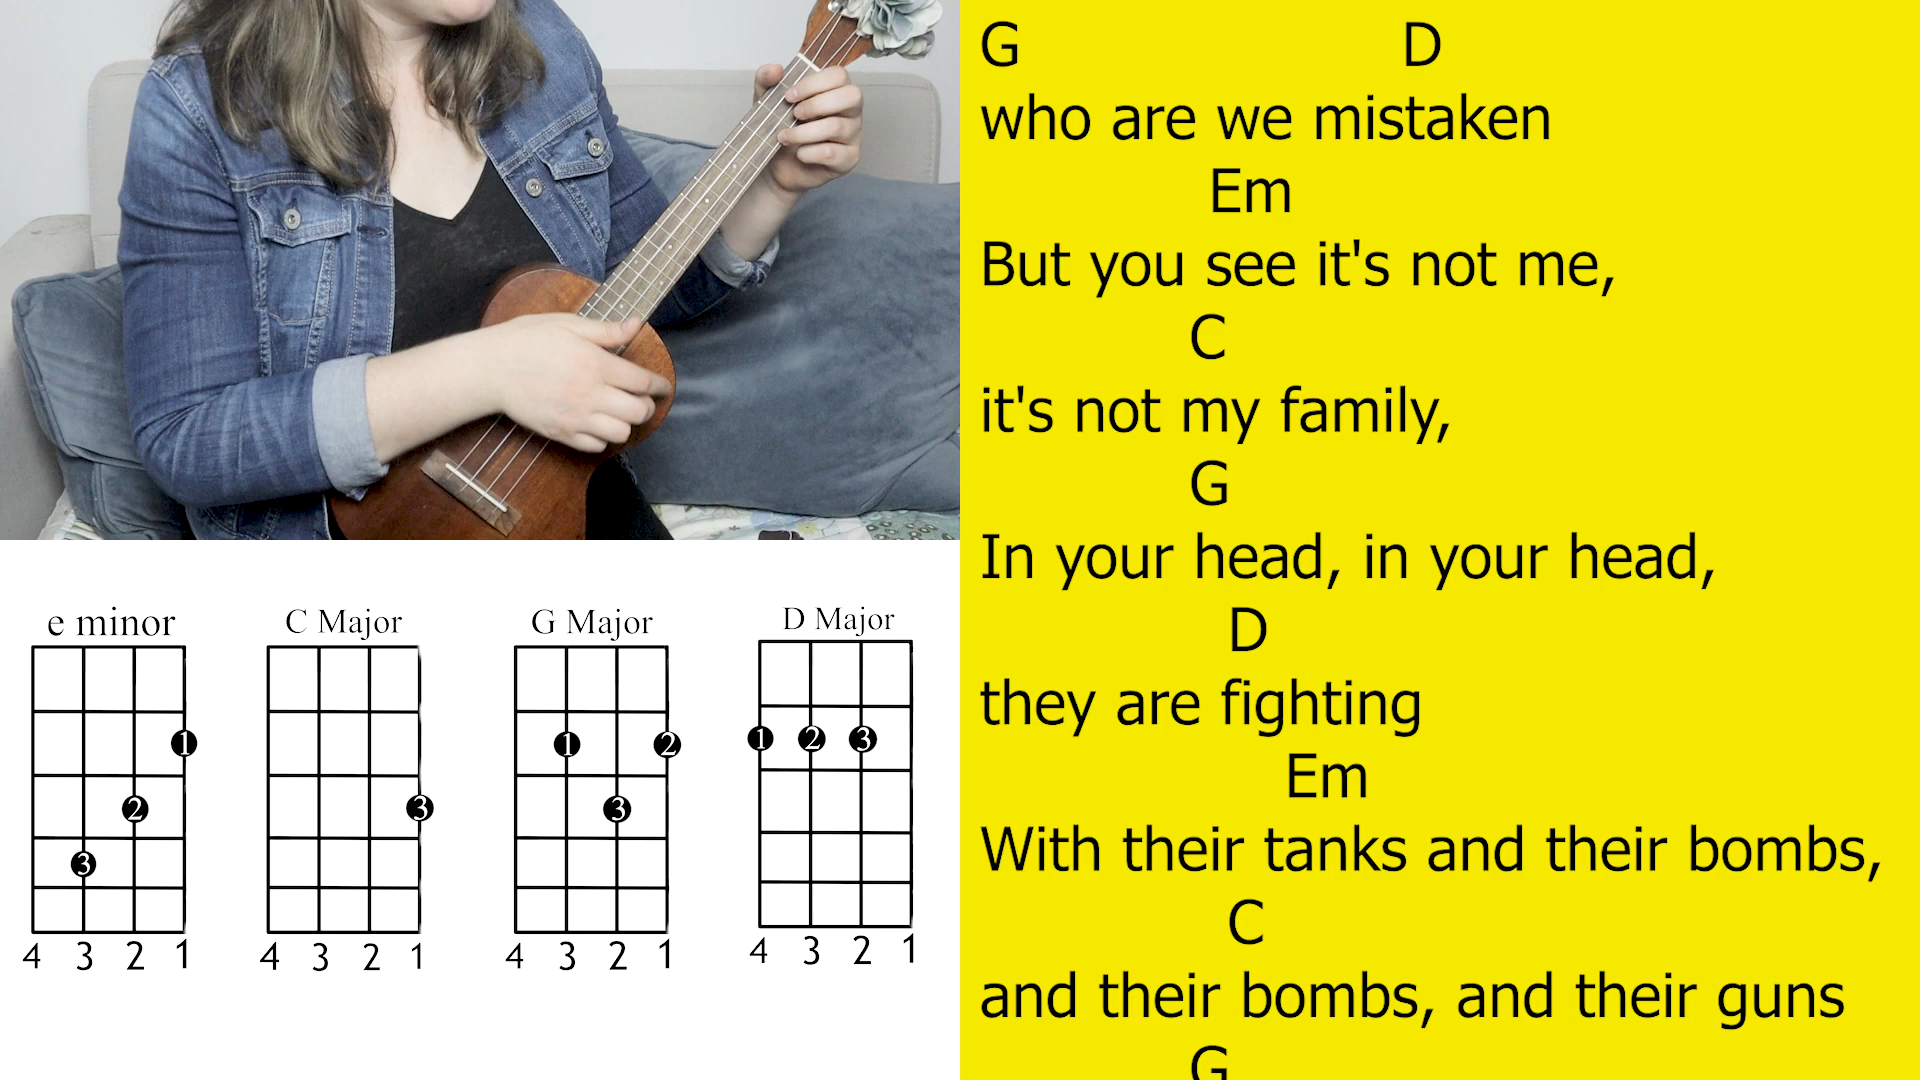 G D
who are we mistaken
Em
But you see it's not me,
C
it's not my family,
G
In your head, in your head,
D
they are fighting
Em
With their tanks and their bombs,
C
and their bombs, and their guns
G
e minor
1
2
3
4 3 2 1
C Major
3
4 3 2 1
G Major
1 2
3
4 3 2 1
D Major
1 2 3
4 3 2 1